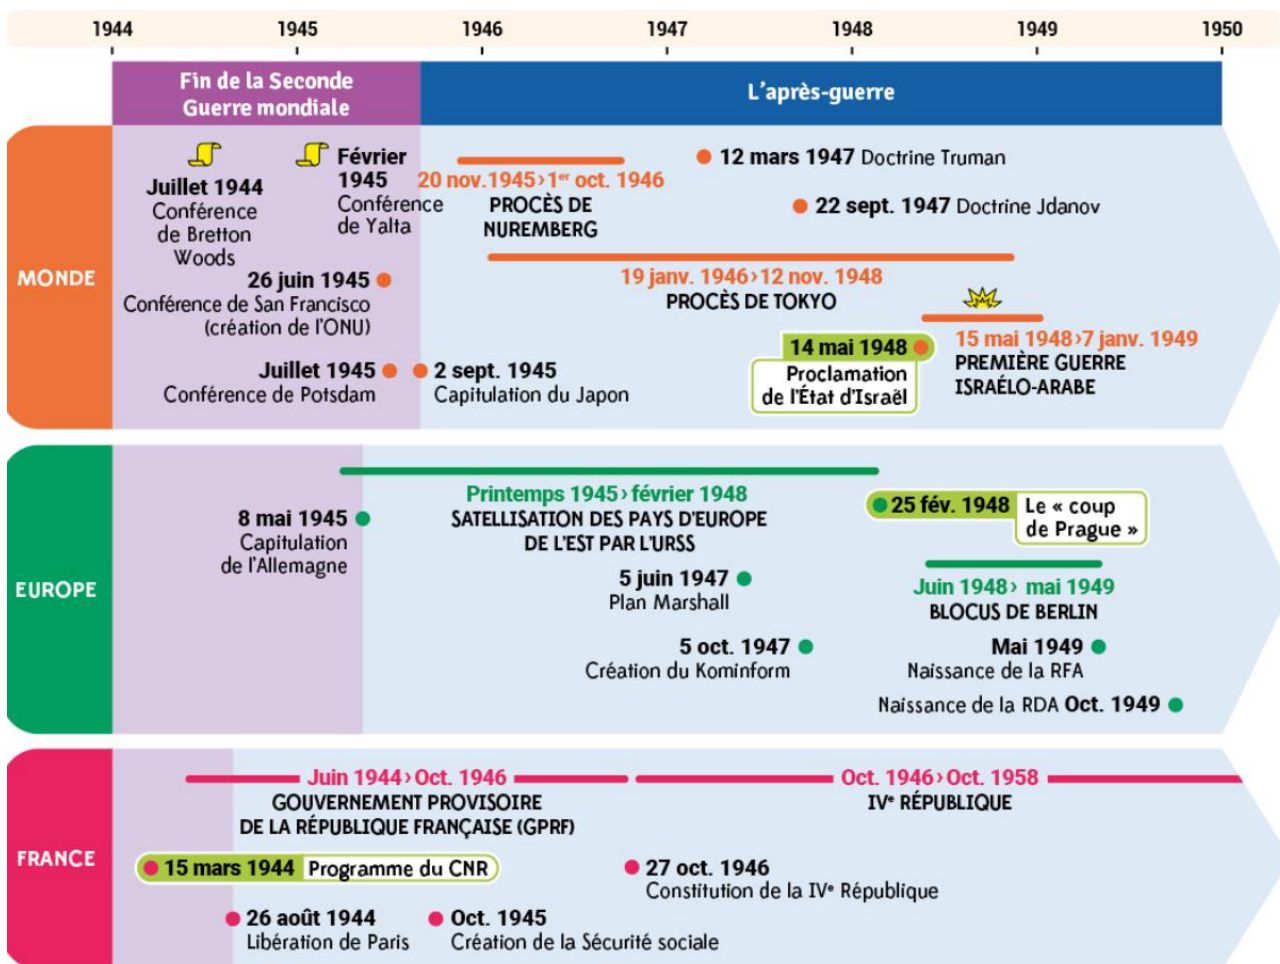 1944 1945 1946 1947 1948 1949 1950
Fin de la Seconde
Guerre mondiale
L'après-guerre
MONDE
Juillet 1944
Conférence
de Bretton
Woods
Février
1945
Conférence
de Yalta
20 nov.1945›1er oct. 1946
PROCÈS DE
NUREMBERG
12 mars 1947 Doctrine Truman
22 sept. 1947 Doctrine Jdanov
26 juin 1945
Conférence de San Francisco
(création de l'ONU)
19 janv. 1946›12 nov. 1948
PROCÈS DE TOKYO
14 mai 1948
Proclamation
de l'État d'Israël
15 mai 1948›7 janv. 1949
PREMIÈRE GUERRE
ISRAÉLO-ARABE
Juillet 1945
Conférence de Potsdam
2 sept. 1945
Capitulation du Japon
EUROPE
Printemps 1945›février 1948
SATELLISATION DES PAYS D'EUROPE
DE L'EST PAR L'URSS
8 mai 1945
Capitulation
de l'Allemagne
25 fév. 1948 Le « coup
de Prague »
5 juin 1947
Plan Marshall
Juin 1948› mai 1949
BLOCUS DE BERLIN
5 oct. 1947
Création du Kominform
Mai 1949
Naissance de la RFA
Naissance de la RDA Oct. 1949
FRANCE
Juin 1944›Oct. 1946
GOUVERNEMENT PROVISOIRE
DE LA RÉPUBLIQUE FRANÇAISE (GPRF)
Oct. 1946›Oct. 1958
IVe RÉPUBLIQUE
15 mars 1944 Programme du CNR
27 oct. 1946
Constitution de la IVe République
26 août 1944
Libération de Paris
Oct. 1945
Création de la Sécurité sociale